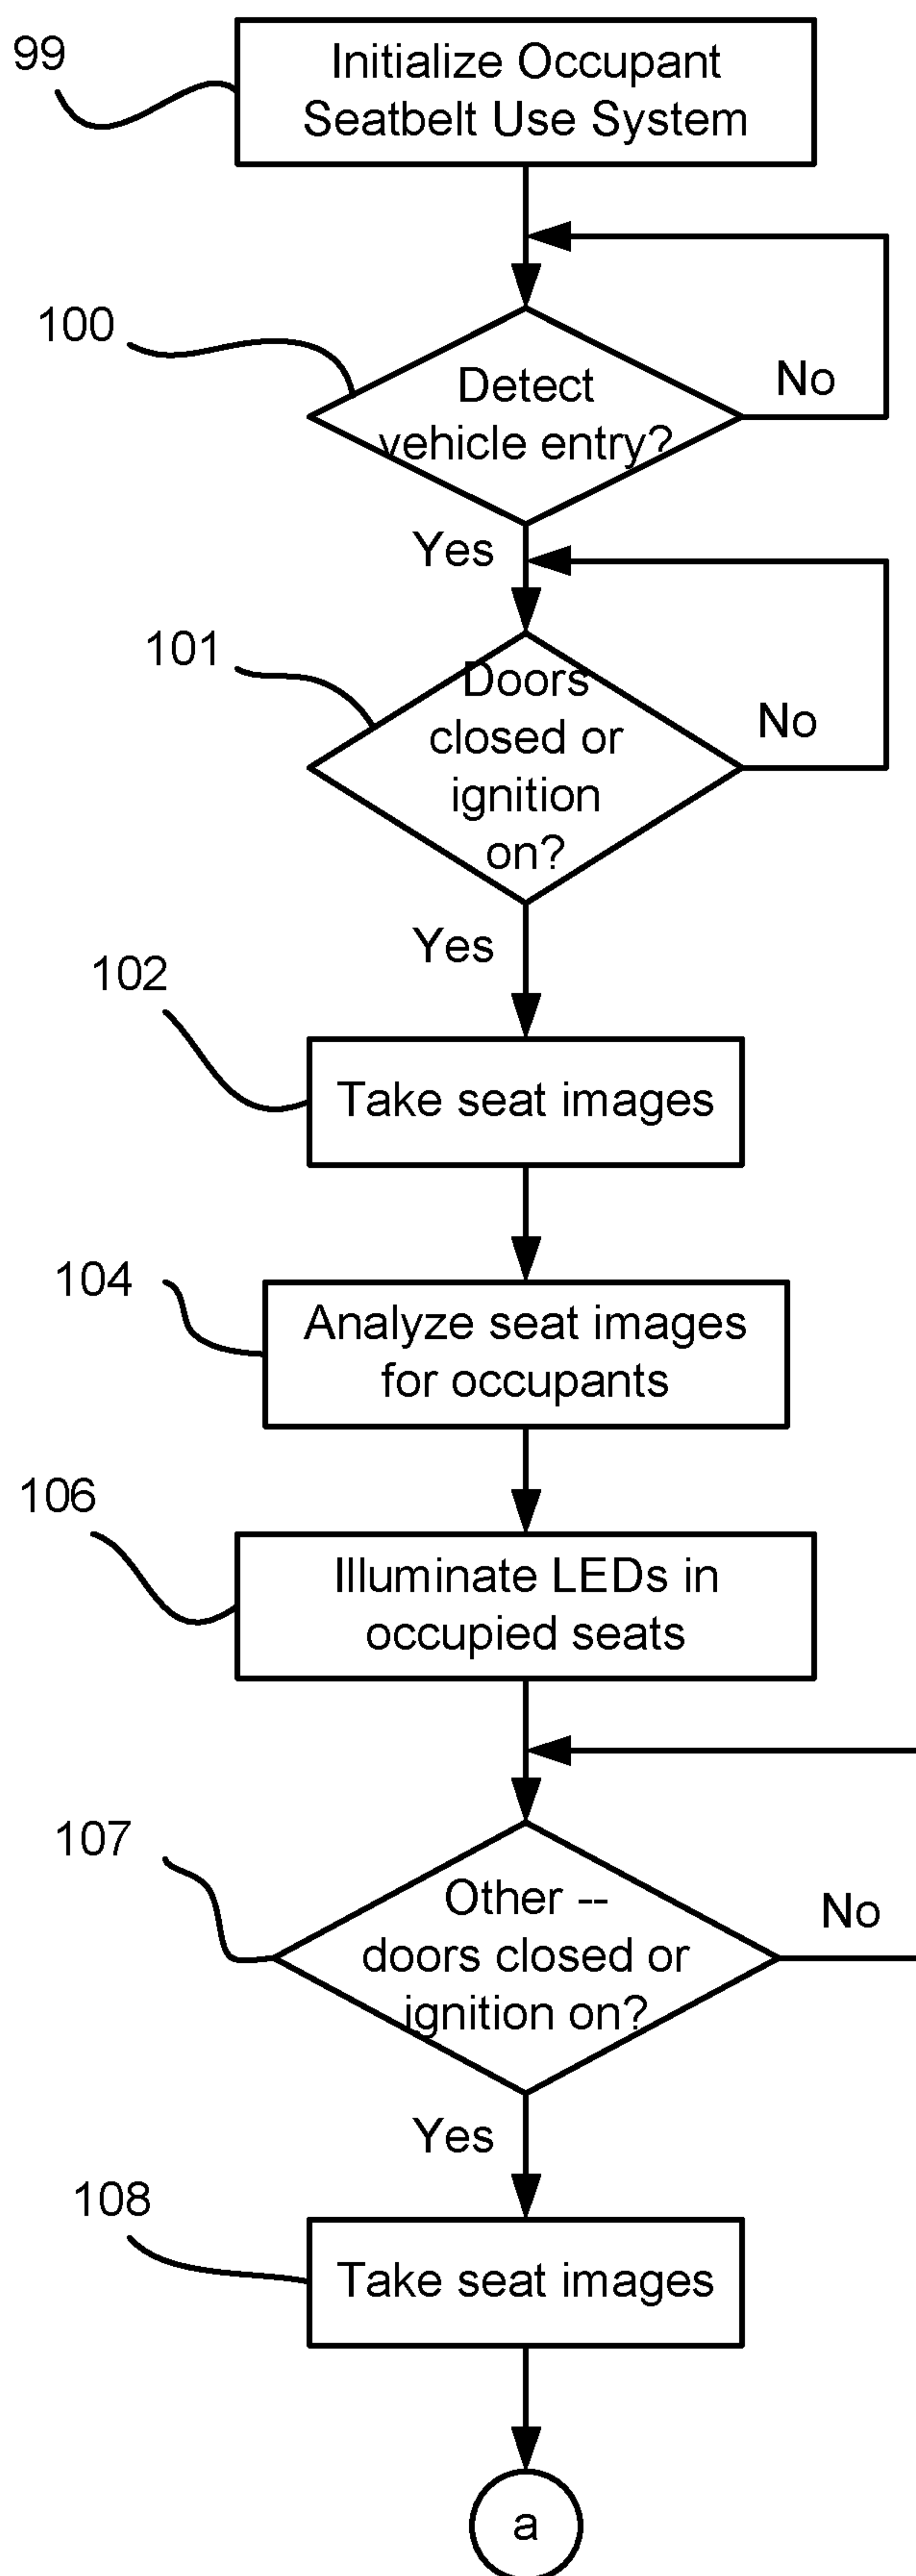 99
Initialize Occupant
Seatbelt Use System
100
Detect
vehicle entry?
No
Yes
101
Doors
closed or
ignition
on?
No
Yes
102
Take seat images
104
Analyze seat images
for occupants
106
Illuminate LEDs in
occupied seats
107
Other --
doors closed or
ignition on?
No
Yes
108
Take seat images
a